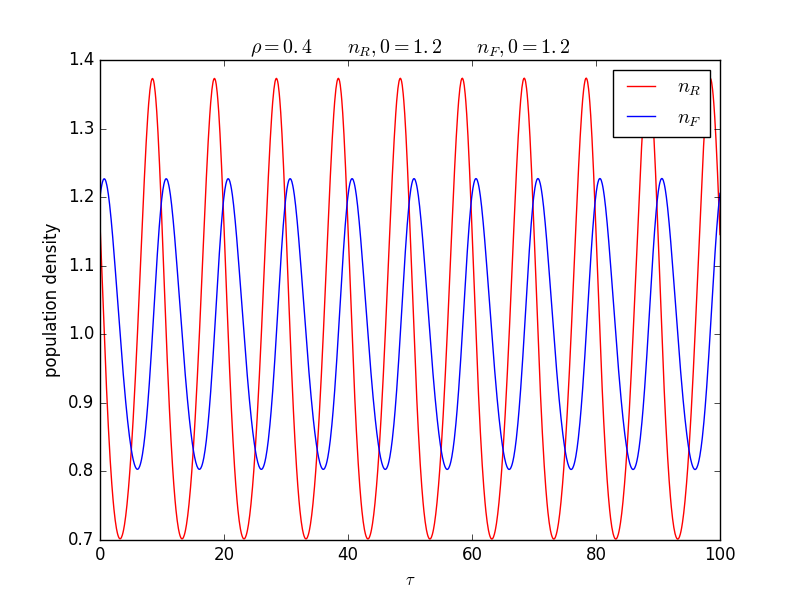 ρ = 0.4 n_R, 0 = 1.2 n_F, 0 = 1.2
1.4
1.3
1.2
1.1
1.0
0.9
0.8
0.7
population density
n_R
n_F
0 20 40 60 80 100
τ